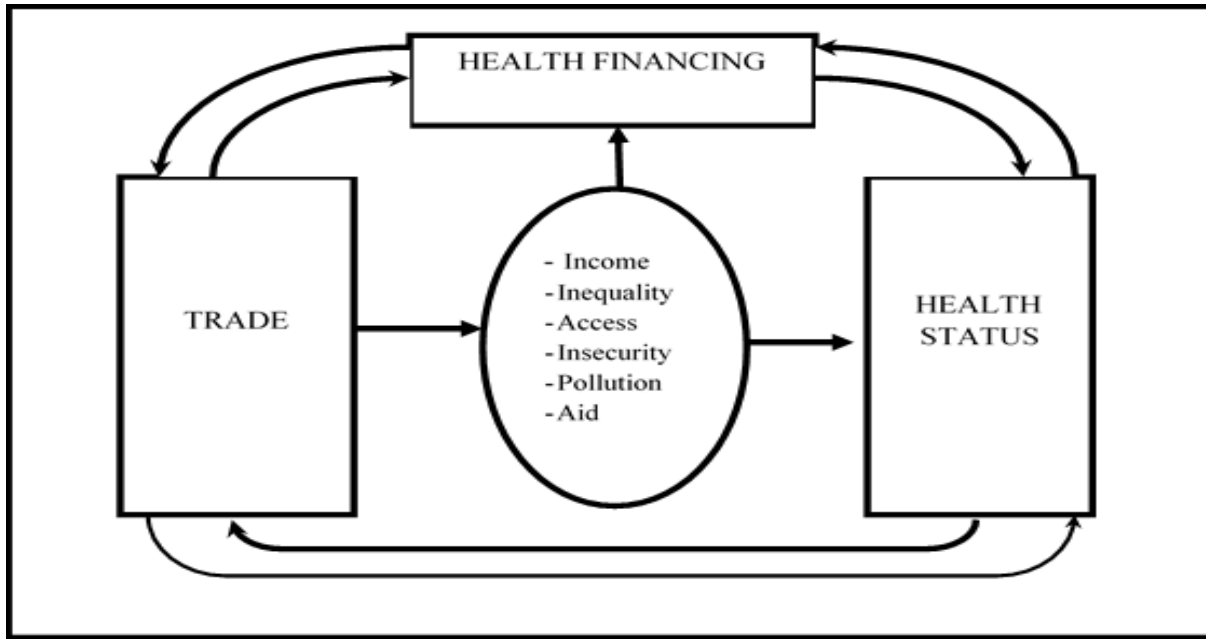 HEALTH FINANCING
TRADE
- Income
-Inequality
-Access
-Insecurity
-Pollution
-Aid
HEALTH
STATUS